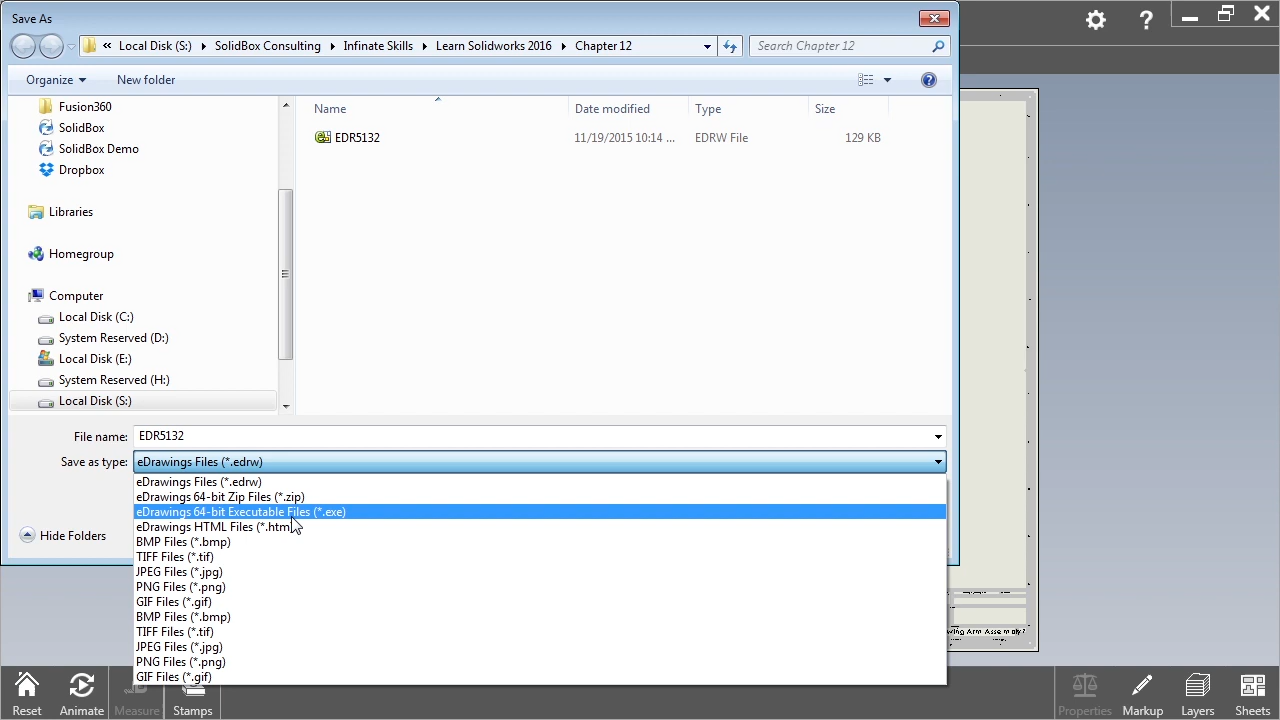 Save As
« Local Disk (S:) SolidBox Consulting Infinate Skills Learn Solidworks 2016 Chapter 12
Search Chapter 12
Organize New folder
Name Date modified Type Size
Fusion360
SolidBox
SolidBox Demo
Dropbox
Libraries
Homegroup
Computer
Local Disk (C:)
System Reserved (D:)
Local Disk (E:)
System Reserved (H:)
Local Disk (S:)
EDR5132 11/19/2015 10:14 ... EDRW File 129 KB
File name: EDR5132
Save as type: eDrawings Files (*.edrw)
eDrawings Files (*.edrw)
eDrawings 64-bit Zip Files (*.zip)
eDrawings 64-bit Executable Files (*.exe)
eDrawings HTML Files (*.htm)
BMP Files (*.bmp)
TIFF Files (*.tif)
JPEG Files (*.jpg)
PNG Files (*.png)
GIF Files (*.gif)
BMP Files (*.bmp)
TIFF Files (*.tif)
JPEG Files (*.jpg)
PNG Files (*.png)
GIF Files (*.gif)
Hide Folders
Reset Animate Measure Stamps Properties Markup Layers Sheets